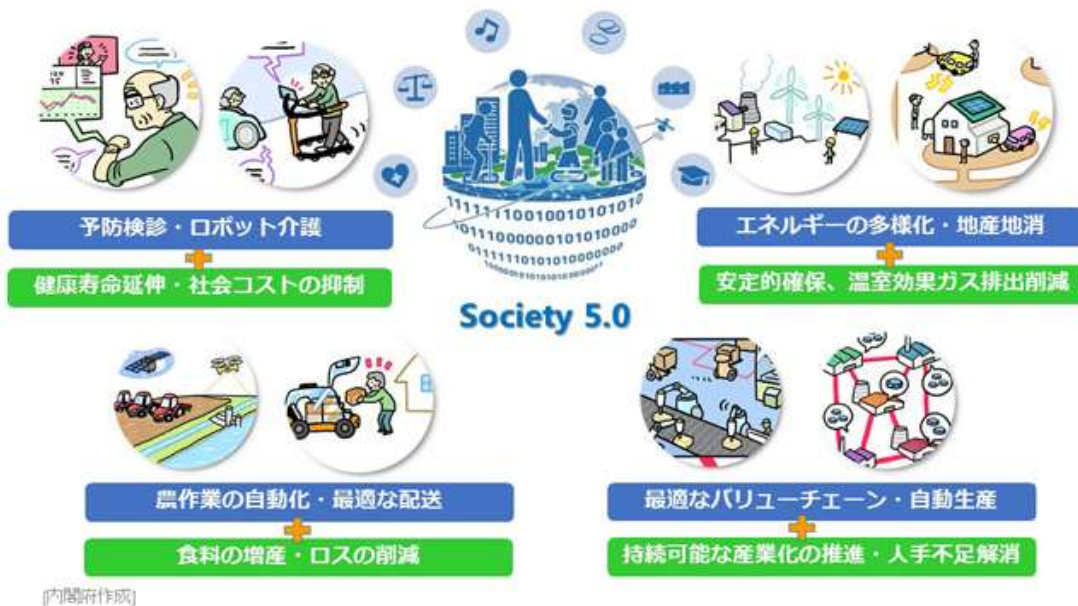 予防検診・ロボット介護
健康寿命延伸・社会コストの抑制
エネルギーの多様化・地産地消
安定的確保、温室効果ガス排出削減
11111110010010101010
0111000000101010000
0111111010101000000
Society 5.0
農作業の自動化・最適な配送
食料の増産・ロスの削減
最適なバリューチェーン・自動生産
持続可能な産業化の推進・人手不足解消
[内閣府作成]